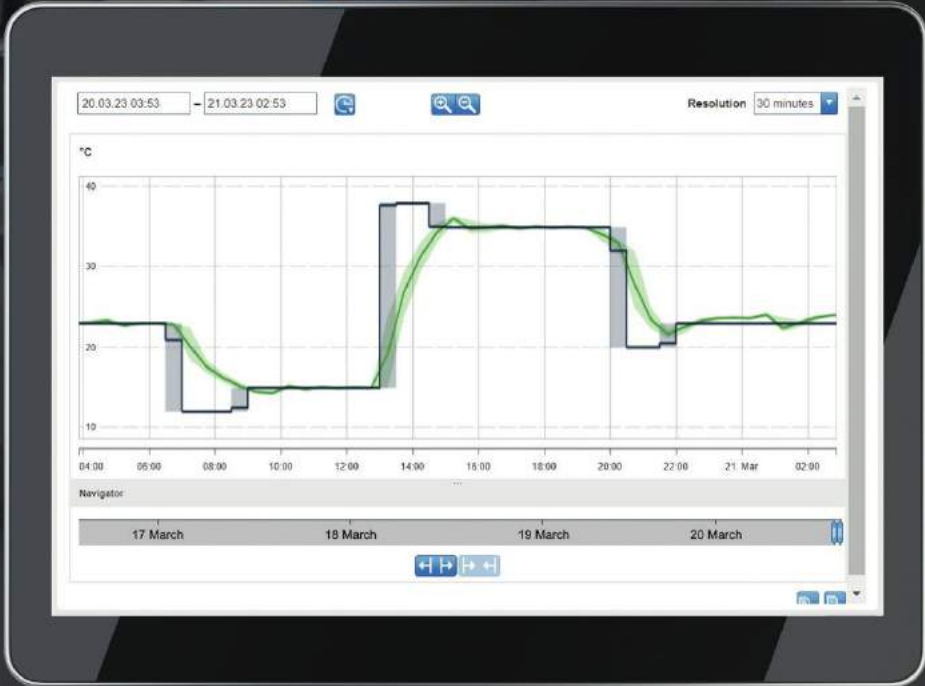 20.03.23 03:53 – 21.03.23 02:53
Resolution 30 minutes
°C
40
30
20
10
04:00 06:00 08:00 10:00 12:00 14:00 16:00 18:00 20:00 22:00 21. Mar 02:00
Navigator
17 March 18 March 19 March 20 March